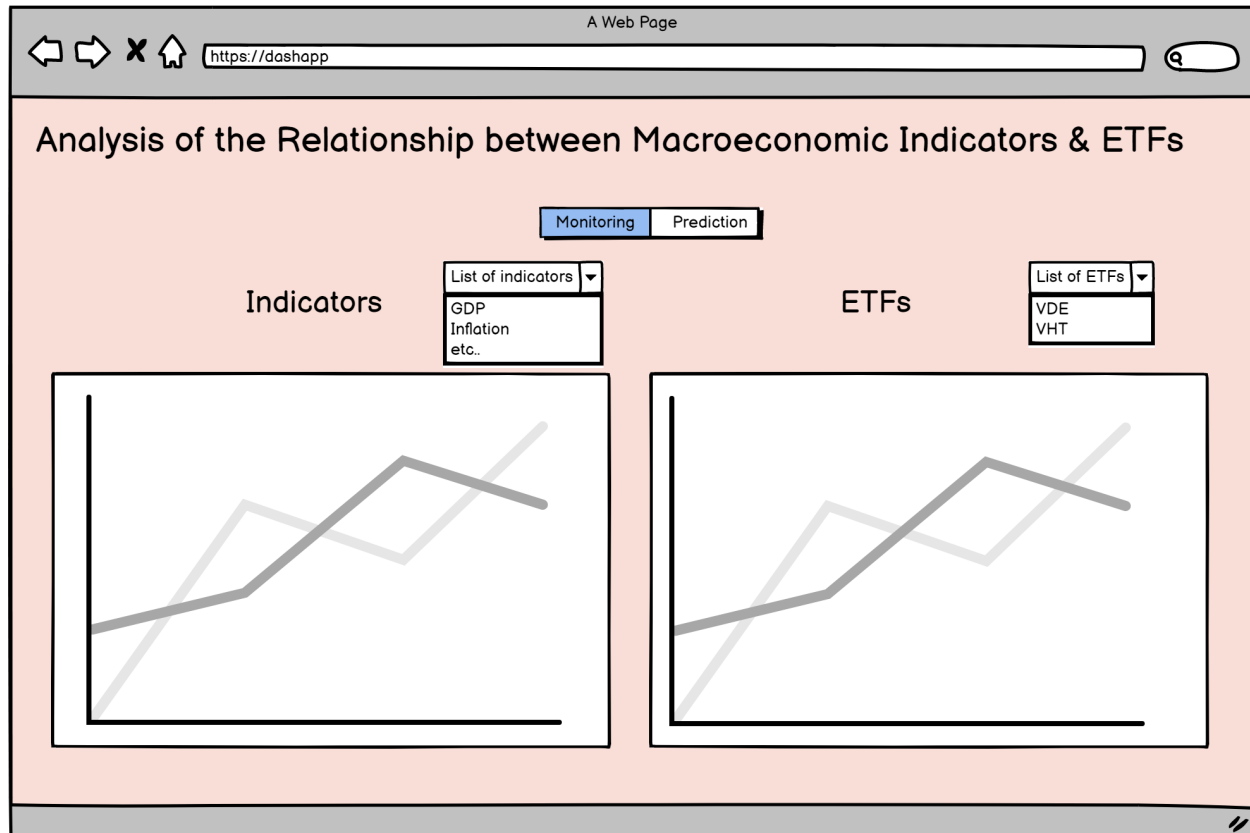 A Web Page
https://dashapp
Analysis of the Relationship between Macroeconomic Indicators & ETFs
Monitoring Prediction
Indicators
List of indicators
GDP
Inflation
etc..
ETFs
List of ETFs
VDE
VHT